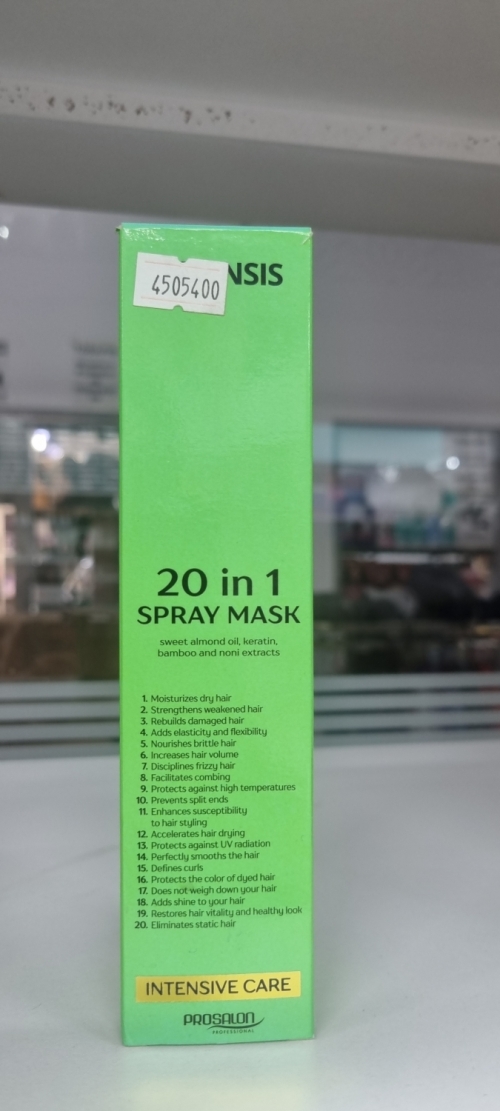 4505400
NSIS
20 in 1
SPRAY MASK
sweet almond oil, keratin,
bamboo and noni extracts
1. Moisturizes dry hair
2. Strengthens weakened hair
3. Rebuilds damaged hair
4. Adds elasticity and flexibility
5. Nourishes brittle hair
6. Increases hair volume
7. Disciplines frizzy hair
8. Facilitates combing
9. Protects against high temperatures
10. Prevents split ends
11. Enhances susceptibility
to hair styling
12. Accelerates hair drying
13. Protects against UV radiation
14. Perfectly smooths the hair
15. Defines curls
16. Protects the color of dyed hair
17. Does not weigh down your hair
18. Adds shine to your hair
19. Restores hair vitality and healthy look
20. Eliminates static hair
INTENSIVE CARE
PROSALON
PROFESSIONAL